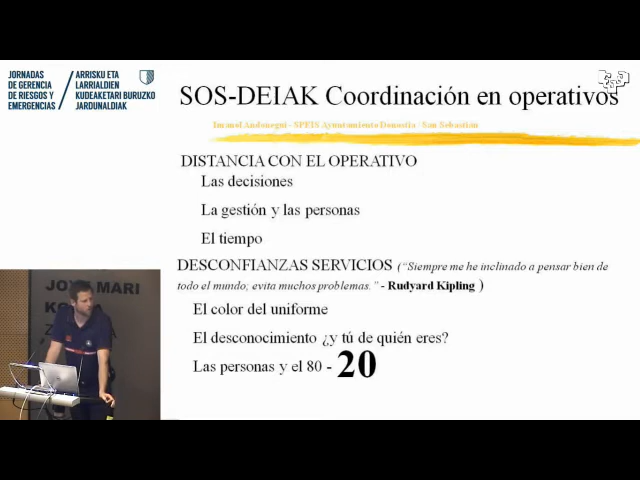 JORNADAS
DE GERENCIA
DE RIESGOS Y
EMERGENCIAS
ARRISKU ETA
LARRIALDIEN
KUDEAKETARI BURUZKO
JARDUNALDIAK
SOS-DEIAK Coordinación en operativos
Imanol Andonegui - SPEIS Ayuntamiento Donostia / San Sebastián
DISTANCIA CON EL OPERATIVO
Las decisiones
La gestión y las personas
El tiempo
DESCONFIANZAS SERVICIOS ("Siempre me he inclinado a pensar bien de
todo el mundo; evita muchos problemas." - Rudyard Kipling )
El color del uniforme
El desconocimiento ¿y tú de quién eres?
Las personas y el 80 - 20
JOXE MARI